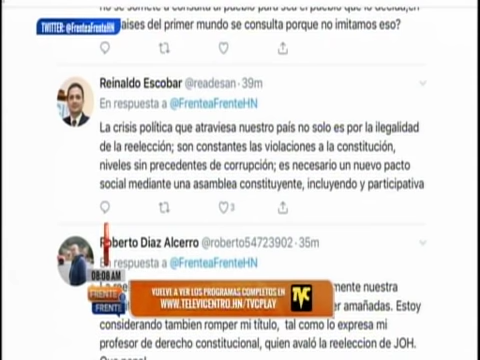 no se somete a consulta al pueblo para sea el pueblo que lo decida,en
TWITTER: @FrenteaFrenteHN
aises del primer mundo se consulta porque no imitamos eso?
Reinaldo Escobar @readesan · 39m
En respuesta a @FrenteaFrenteHN
La crisis política que atraviesa nuestro país no solo es por la ilegalidad
de la reelección; son constantes las violaciones a la constitución,
niveles sin precedentes de corrupción; es necesario un nuevo pacto
social mediante una asamblea constituyente, incluyendo y participativa
3
Roberto Diaz Alcerro @roberto54723902 · 35m
En respuesta a @FrenteaFrenteHN
08:08 AM
FRENTE a FRENTE
VUELVE A VER LOS PROGRAMAS COMPLETOS EN
WWW.TELEVICENTRO.HN/TVCPLAY
TVC
La mente nuestra
er amañadas. Estoy
considerando tambien romper mi título, tal como lo expresa mi
profesor de derecho constitucional, quien avaló la reeleccion de JOH.